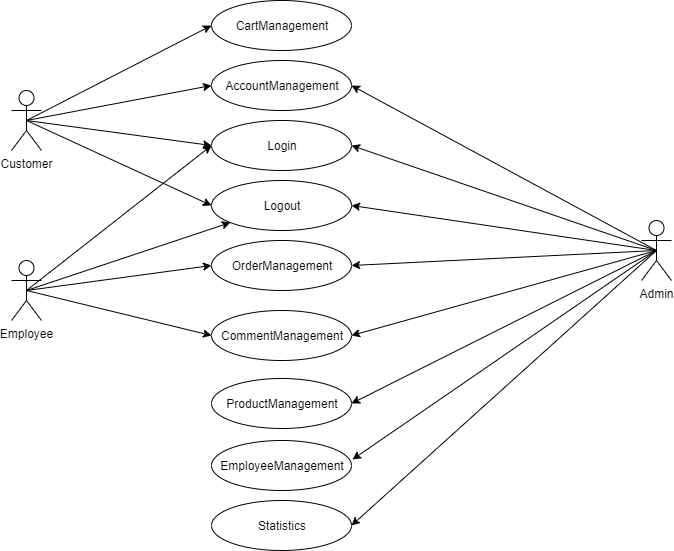 CartManagement
AccountManagement
Customer
Login
Logout
OrderManagement
Admin
Employee
CommentManagement
ProductManagement
EmployeeManagement
Statistics